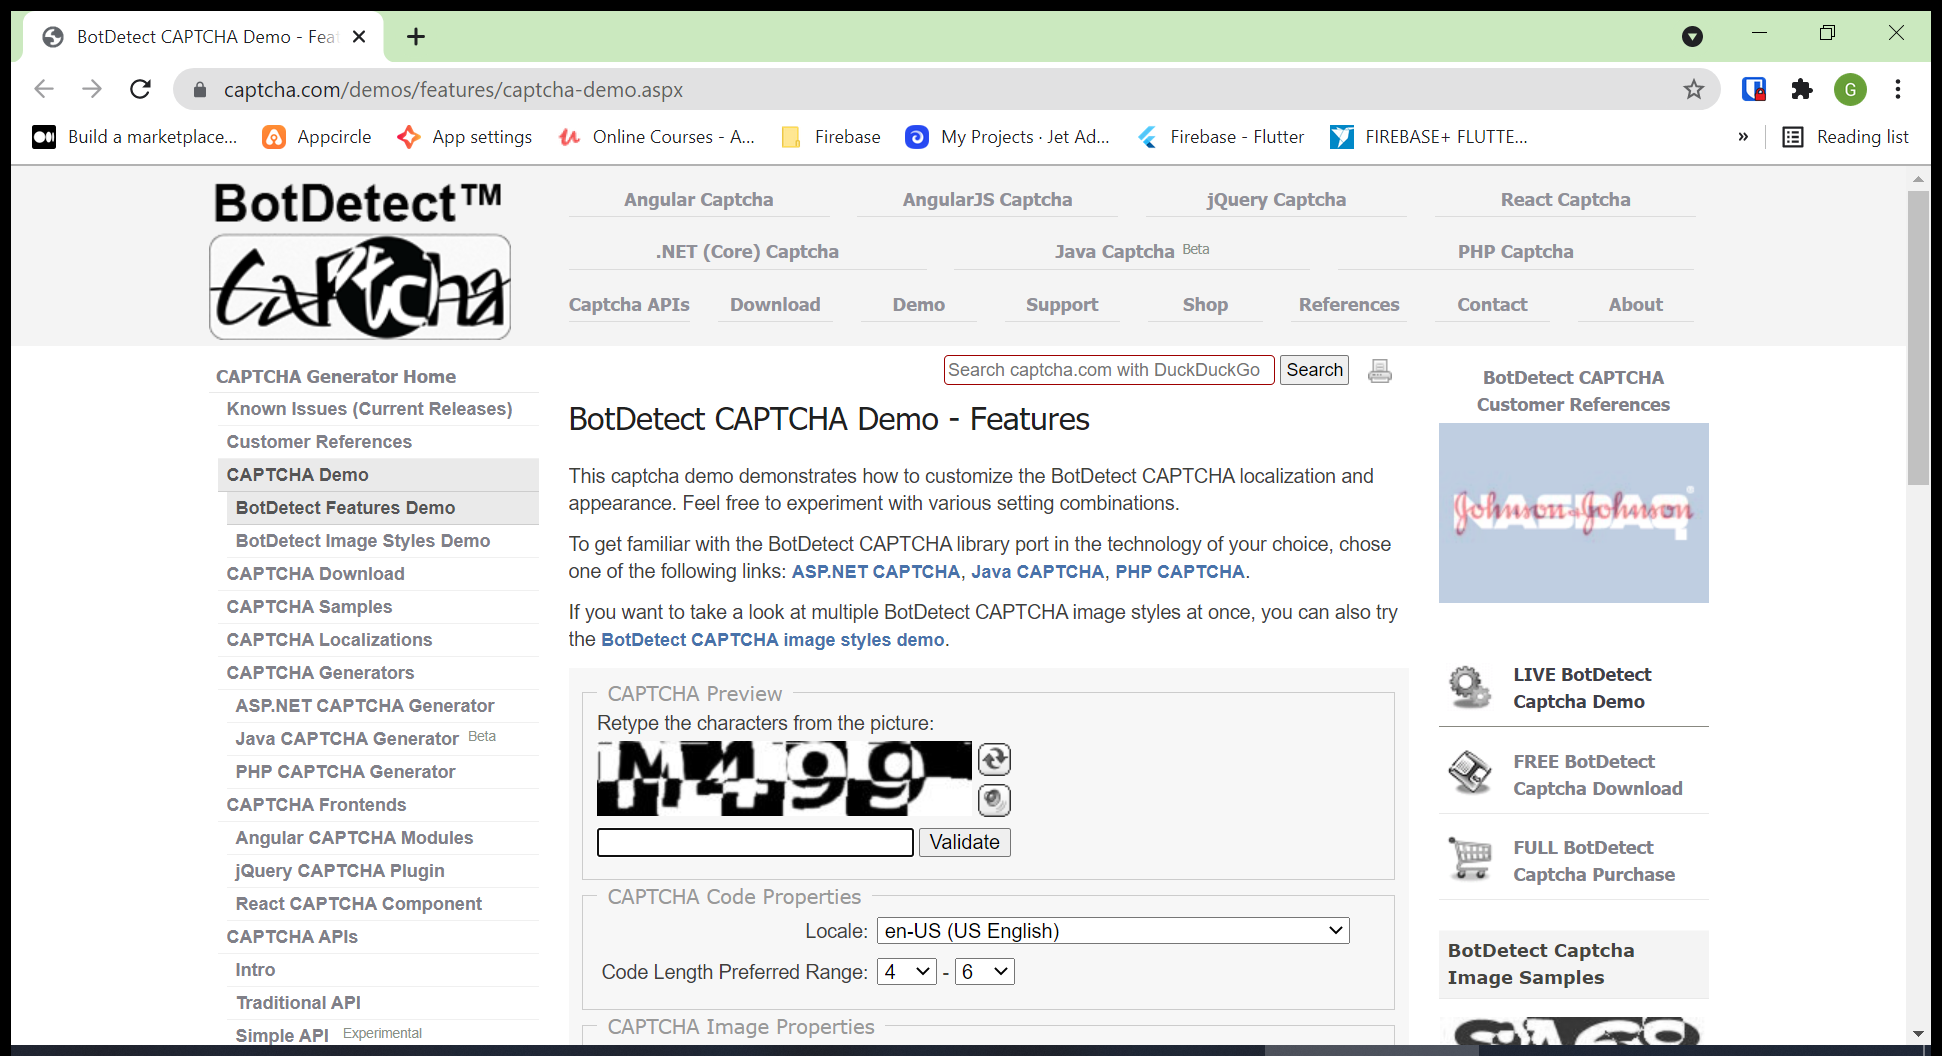 BotDetect CAPTCHA Demo - Feat
captcha.com/demos/features/captcha-demo.aspx
G
Build a marketplace...
Appcircle
App settings
Online Courses - A...
Firebase
My Projects · Jet Ad...
Firebase - Flutter
FIREBASE+ FLUTTE...
»
Reading list
BotDetect™
Captcha
Angular Captcha
AngularJS Captcha
jQuery Captcha
React Captcha
.NET (Core) Captcha
Java Captcha Beta
PHP Captcha
Captcha APIs
Download
Demo
Support
Shop
References
Contact
About
CAPTCHA Generator Home
Known Issues (Current Releases)
Customer References
CAPTCHA Demo
BotDetect Features Demo
BotDetect Image Styles Demo
CAPTCHA Download
CAPTCHA Samples
CAPTCHA Localizations
CAPTCHA Generators
ASP.NET CAPTCHA Generator
Java CAPTCHA Generator Beta
PHP CAPTCHA Generator
CAPTCHA Frontends
Angular CAPTCHA Modules
jQuery CAPTCHA Plugin
React CAPTCHA Component
CAPTCHA APIs
Intro
Traditional API
Simple API Experimental
Search captcha.com with DuckDuckGo
Search
BotDetect CAPTCHA Demo - Features
This captcha demo demonstrates how to customize the BotDetect CAPTCHA localization and
appearance. Feel free to experiment with various setting combinations.
To get familiar with the BotDetect CAPTCHA library port in the technology of your choice, chose
one of the following links: ASP.NET CAPTCHA, Java CAPTCHA, PHP CAPTCHA.
If you want to take a look at multiple BotDetect CAPTCHA image styles at once, you can also try
the BotDetect CAPTCHA image styles demo.
CAPTCHA Preview
Retype the characters from the picture:
M499
Validate
CAPTCHA Code Properties
Locale: en-US (US English)
Code Length Preferred Range: 4 - 6
CAPTCHA Image Properties
BotDetect CAPTCHA
Customer References
NASDAQ
Johnson & Johnson
LIVE BotDetect
Captcha Demo
FREE BotDetect
Captcha Download
FULL BotDetect
Captcha Purchase
BotDetect Captcha
Image Samples